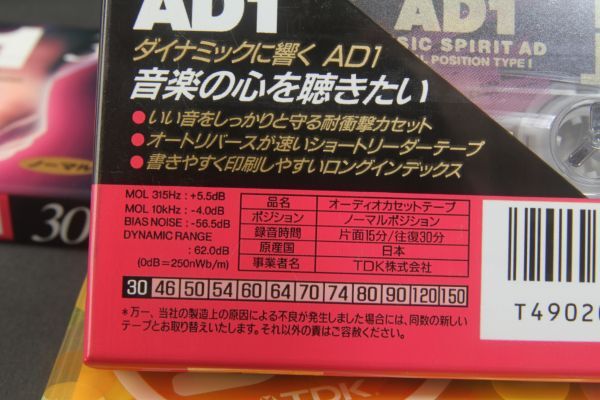 AD1
AD1
SIC SPIRIT AD
POSITION TYPE I
ダイナミックに響く AD1
音楽の心を聴きたい
●いい音をしっかりと守る耐衝撃カセット
●オートリバースが速いショートリーダーテープ
●書きやすく印刷しやすいロングインデックス
ノーマル
30
MOL 315Hz : +5.5dB
MOL 10kHz : -4.0dB
BIAS NOISE : -56.5dB
DYNAMIC RANGE
: 62.0dB
(0dB=250nWb/m)
品名 オーディオカセットテープ
ポジション ノーマルポジション
録音時間 片面15分/往復30分
原産国 日本
事業者名 TDK株式会社
30 46 50 54 60 64 70 74 80 90 120 150
*万一、当社の製造上の原因による不良が発生しました場合には、同数の新しい
テープとお取り替えいたします。それ以外の責はご容赦ください。
T4902
TDK